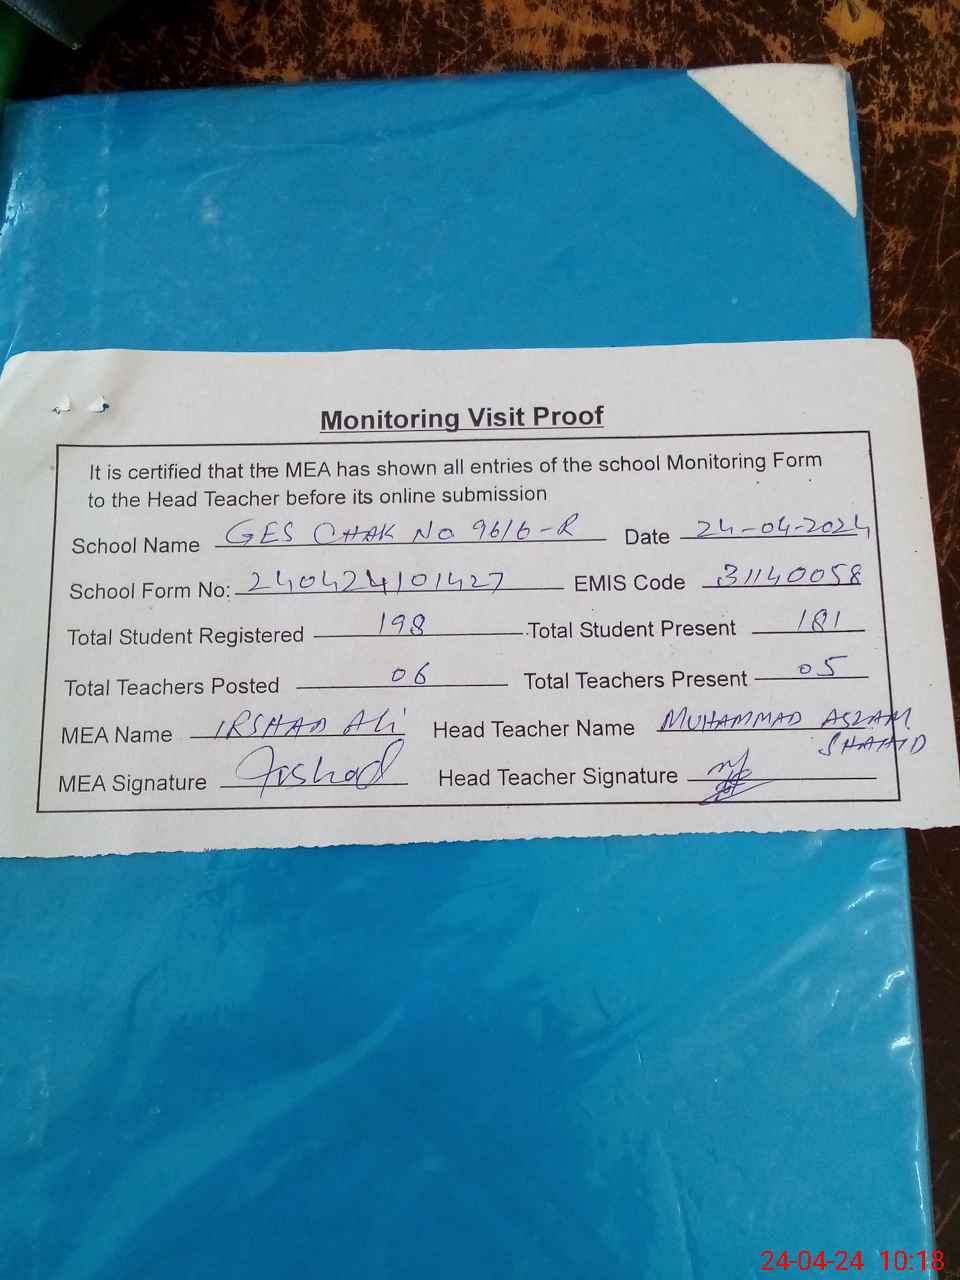 Monitoring Visit Proof
It is certified that the MEA has shown all entries of the school Monitoring Form
to the Head Teacher before its online submission
School Name GES CHAK No 96/6-R Date 24-04-2024
School Form No: 240424101427 EMIS Code 31140058
Total Student Registered 198 Total Student Present 181
Total Teachers Posted 06 Total Teachers Present 05
MEA Name IRSHAD ALi Head Teacher Name MUHAMMAD ASLAM
SHAHID
MEA Signature Irshad Head Teacher Signature
24-04-24 10:18